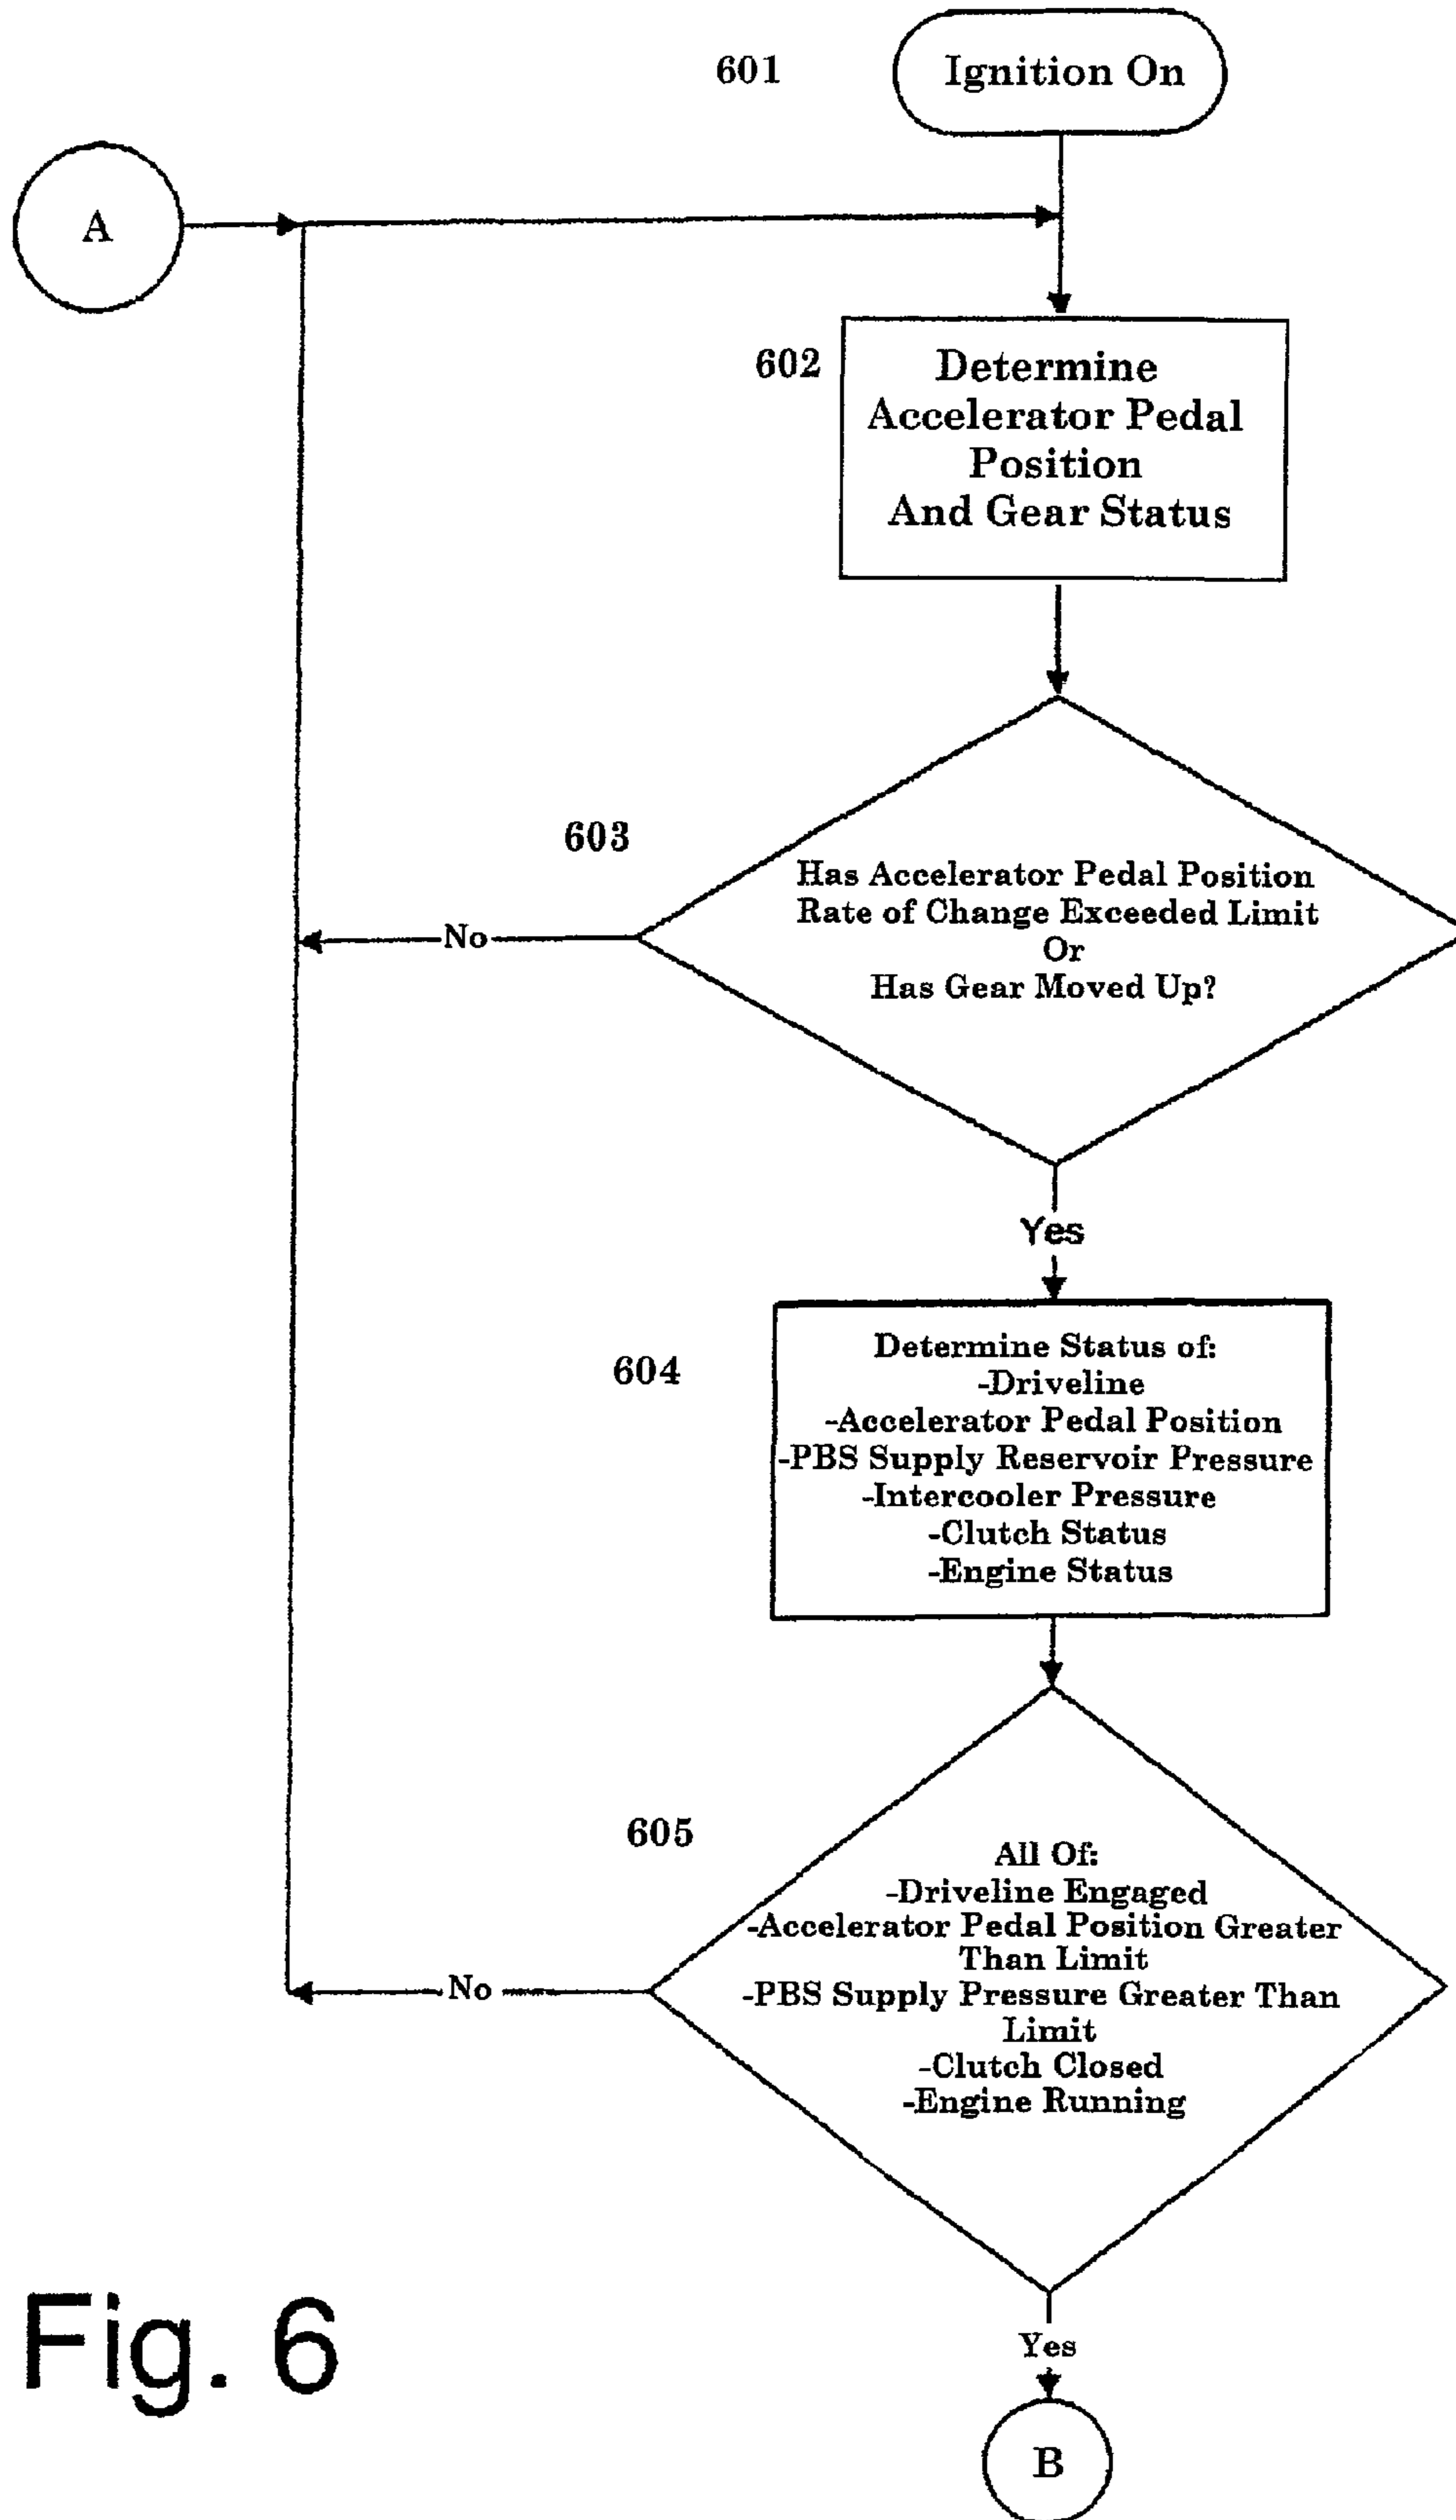 601
Ignition On
A
602
Determine
Accelerator Pedal
Position
And Gear Status
603
Has Accelerator Pedal Position
Rate of Change Exceeded Limit
Or
Has Gear Moved Up?
No
Yes
604
Determine Status of:
-Driveline
-Accelerator Pedal Position
-PBS Supply Reservoir Pressure
-Intercooler Pressure
-Clutch Status
-Engine Status
605
All Of:
-Driveline Engaged
-Accelerator Pedal Position Greater
Than Limit
-PBS Supply Pressure Greater Than
Limit
-Clutch Closed
-Engine Running
No
Yes
B
Fig. 6